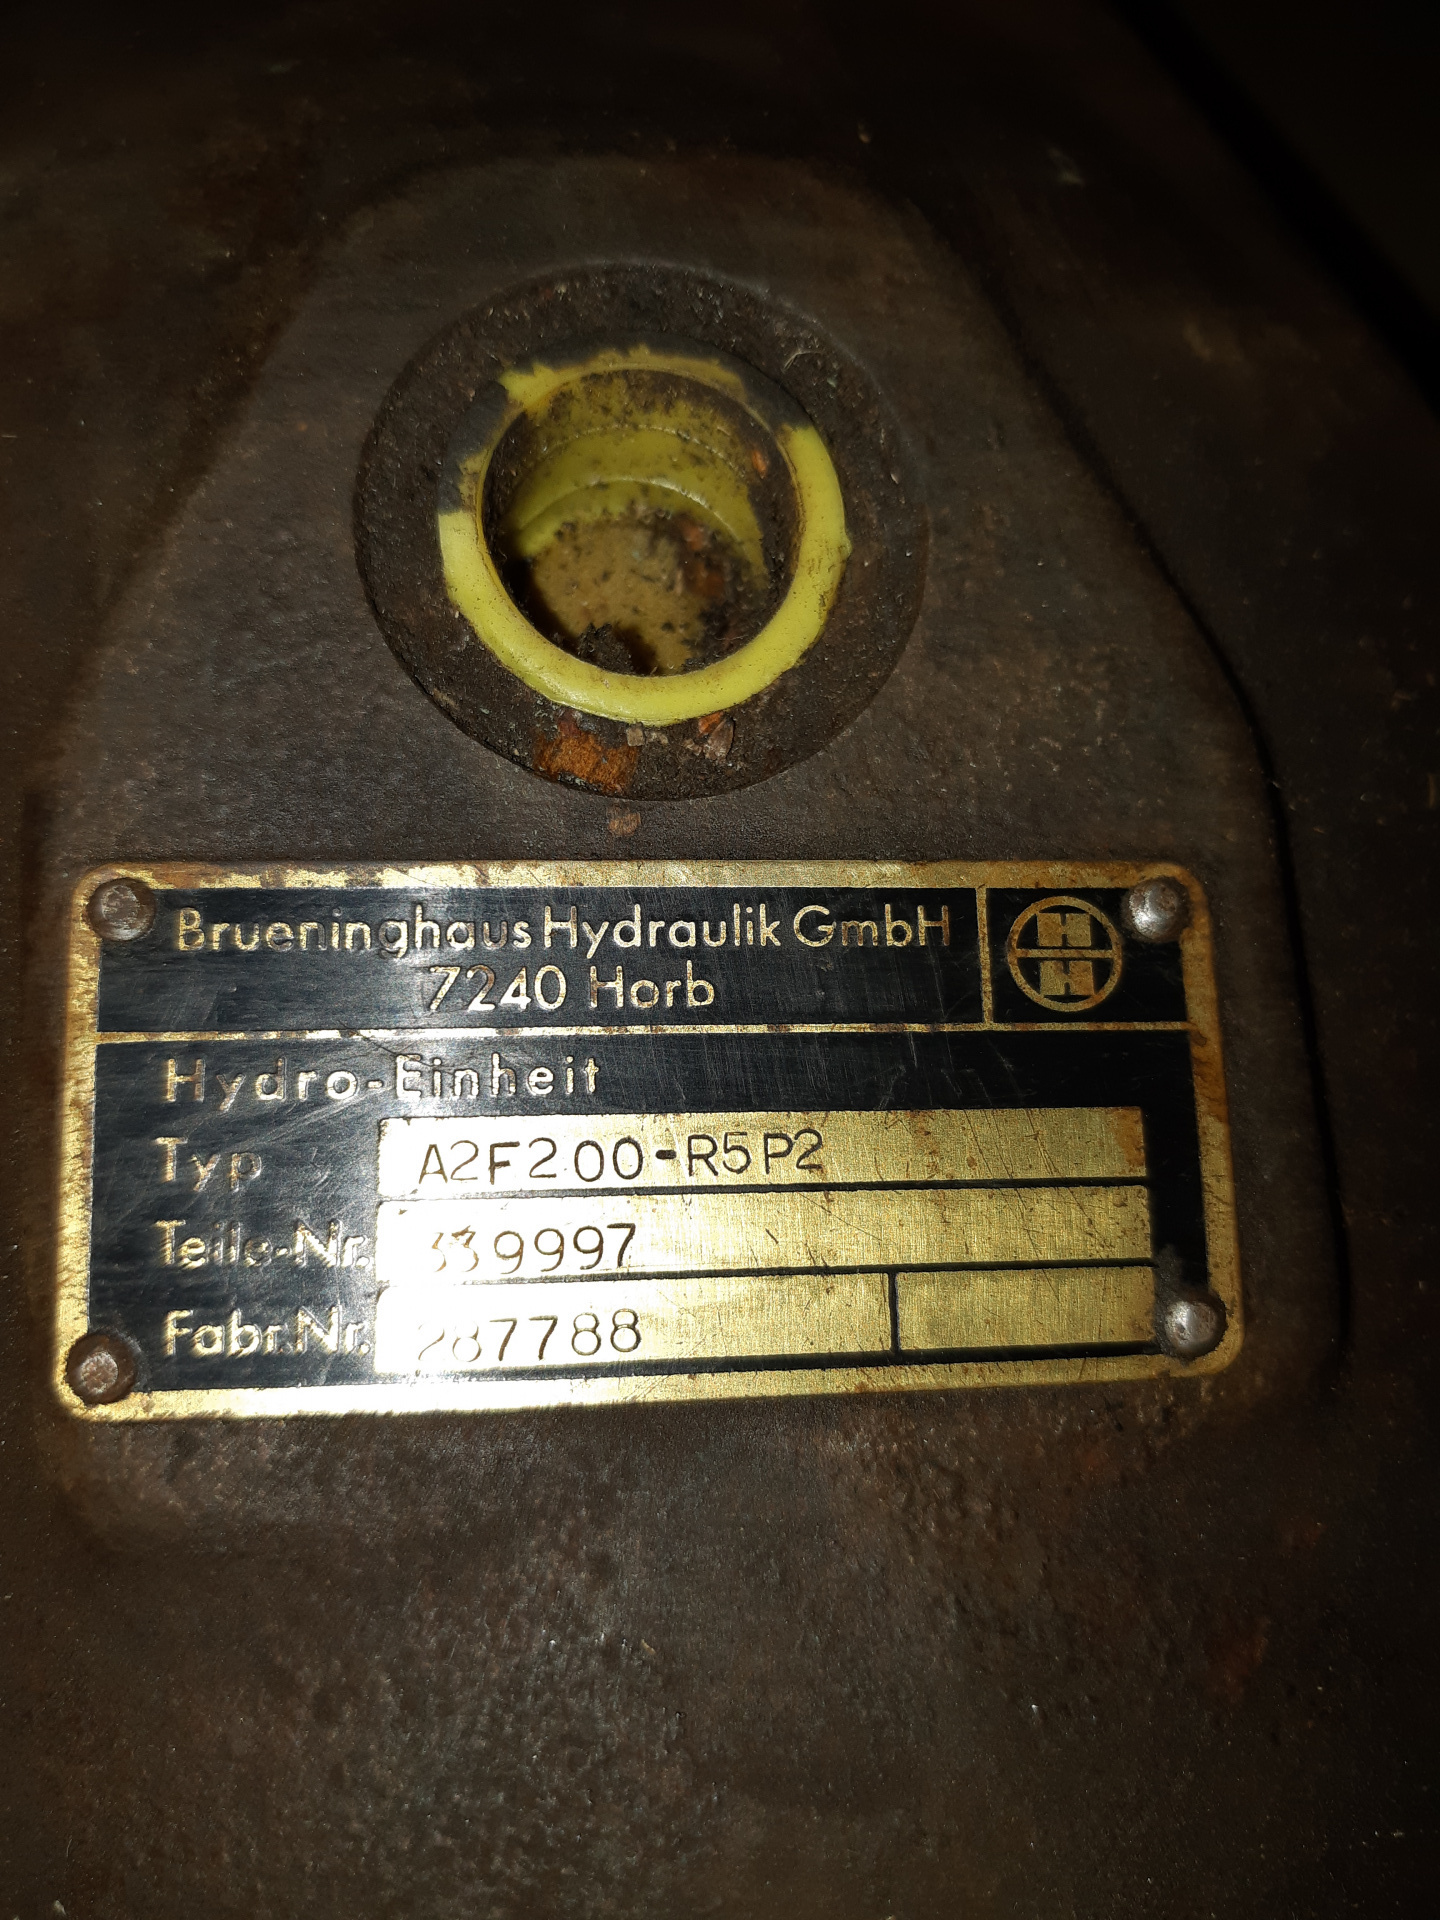 Brueninghaus Hydraulik GmbH
7240 Horb
H
H
Hydro-Einheit
Typ A2F200-R5P2
Teile-Nr. 339997
Fabr.Nr. 287788